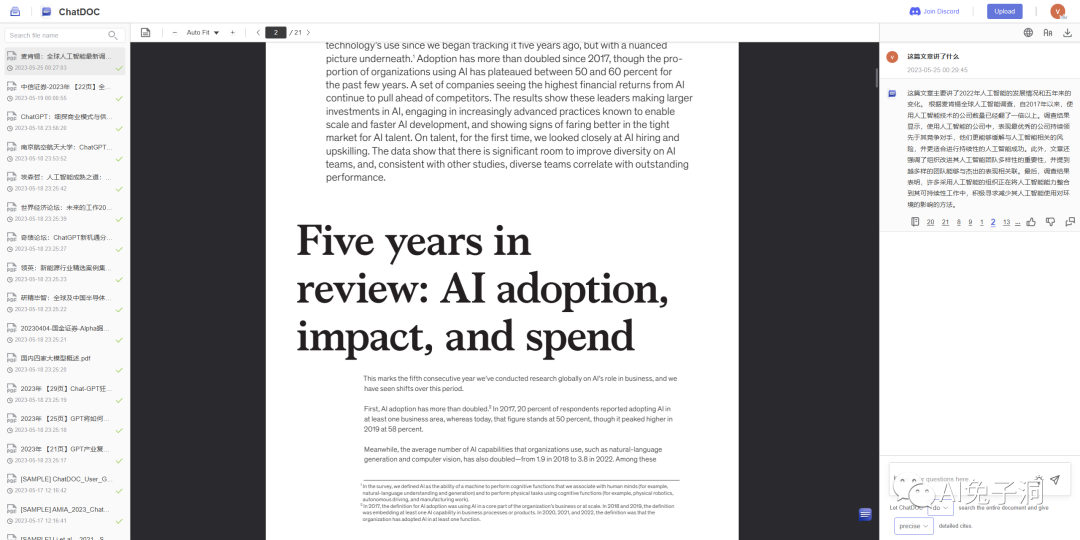 ChatDOC
Join Discord
Upload
Search file name
麦肯锡：全球人工智能最新调...
2023-05-25 00:27:03
中信证券-2023年 【22页】全...
2023-05-19 00:08:55
ChatGPT：细探商业模式与供...
2023-05-18 23:56:20
南京航空航天大学：ChatGPT...
2023-05-18 23:53:52
埃森哲：人工智能成熟之道：...
2023-05-18 23:25:42
世界经济论坛：未来的工作20...
2023-05-18 23:25:39
奇绩论坛：ChatGPT新机遇分...
2023-05-18 23:25:27
领英：新能源行业精选案例集...
2023-05-18 23:25:23
研精毕智：全球及中国半导体...
2023-05-18 23:25:22
20230404-国金证券-Alpha掘...
2023-05-18 23:25:21
国内四家大模型概述.pdf
2023-05-18 23:25:20
2023年 【29页】Chat-GPT狂...
2023-05-18 23:25:19
2023年 【25页】GPT将如何...
2023-05-18 23:25:18
2023年 【21页】GPT产业复...
2023-05-18 23:25:17
[SAMPLE] ChatDOC_User_G...
2023-05-17 12:16:42
[SAMPLE] AMIA_2023_Chat...
2023-05-17 12:16:41
Auto Fit
2 / 21
technology's use since we began tracking it five years ago, but with a nuanced
picture underneath.¹ Adoption has more than doubled since 2017, though the pro-
portion of organizations using AI has plateaued between 50 and 60 percent for
the past few years. A set of companies seeing the highest financial returns from AI
continue to pull ahead of competitors. The results show these leaders making larger
investments in AI, engaging in increasingly advanced practices known to enable
scale and faster AI development, and showing signs of faring better in the tight
market for AI talent. On talent, for the first time, we looked closely at AI hiring and
upskilling. The data show that there is significant room to improve diversity on AI
teams, and, consistent with other studies, diverse teams correlate with outstanding
performance.
Five years in
review: AI adoption,
impact, and spend
This marks the fifth consecutive year we've conducted research globally on AI's role in business, and we
have seen shifts over this period.
First, AI adoption has more than doubled.² In 2017, 20 percent of respondents reported adopting AI in
at least one business area, whereas today, that figure stands at 50 percent, though it peaked higher in
2019 at 58 percent.
Meanwhile, the average number of AI capabilities that organizations use, such as natural-language
generation and computer vision, has also doubled—from 1.9 in 2018 to 3.8 in 2022. Among these
¹ In the survey, we defined AI as the ability of a machine to perform cognitive functions that we associate with human minds (for example,
natural-language understanding and generation) and to perform physical tasks using cognitive functions (for example, physical robotics,
autonomous driving, and manufacturing work).
² In 2017, the definition for AI adoption was using AI in a core part of the organization's business or at scale. In 2018 and 2019, the definition
was embedding at least one AI capability in business processes or products. In 2020, 2021, and 2022, the definition was that the
organization has adopted AI in at least one function.
这篇文章讲了什么
2023-05-25 00:29:45
这篇文章主要讲了2022年人工智能的发展情况和五年来的
变化。 根据麦肯锡全球人工智能调查，自2017年以来，使
用人工智能技术的公司数量已经翻了一倍以上。调查结果
显示，使用人工智能的公司中，表现最优秀的公司持续领
先于其竞争对手，他们更能够缓解与人工智能相关的风
险，并更适合进行持续性的人工智能成功。此外，文章还
强调了组织改进其人工智能团队多样性的重要性，并提到
越多样的团队能够与杰出的表现相关联。最后，调查结果
表明，许多采用人工智能的组织正在将人工智能能力整合
到其可持续性工作中，积极寻求减少其人工智能使用对环
境的影响的方法。
20 21 8 9 1 2 13 ...
questions here.
AI兔子洞
Let ChatDOC do search the entire document and give
precise detailed cites.